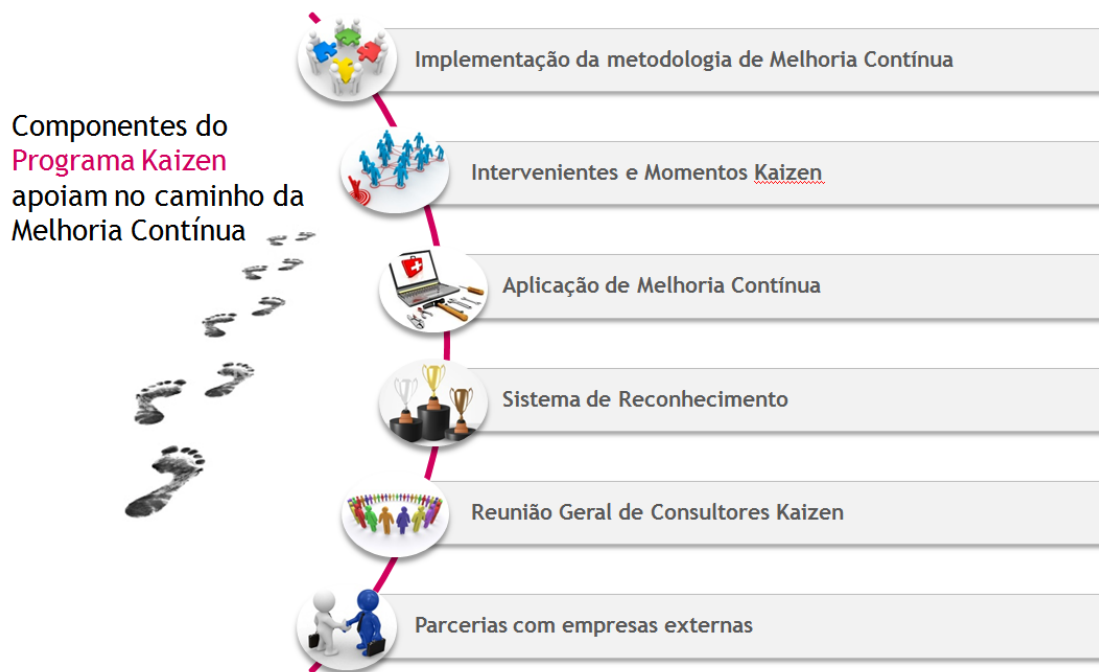 Componentes do
Programa Kaizen
apoiam no caminho da
Melhoria Contínua
Implementação da metodologia de Melhoria Contínua
Intervenientes e Momentos Kaizen
Aplicação de Melhoria Contínua
Sistema de Reconhecimento
Reunião Geral de Consultores Kaizen
Parcerias com empresas externas